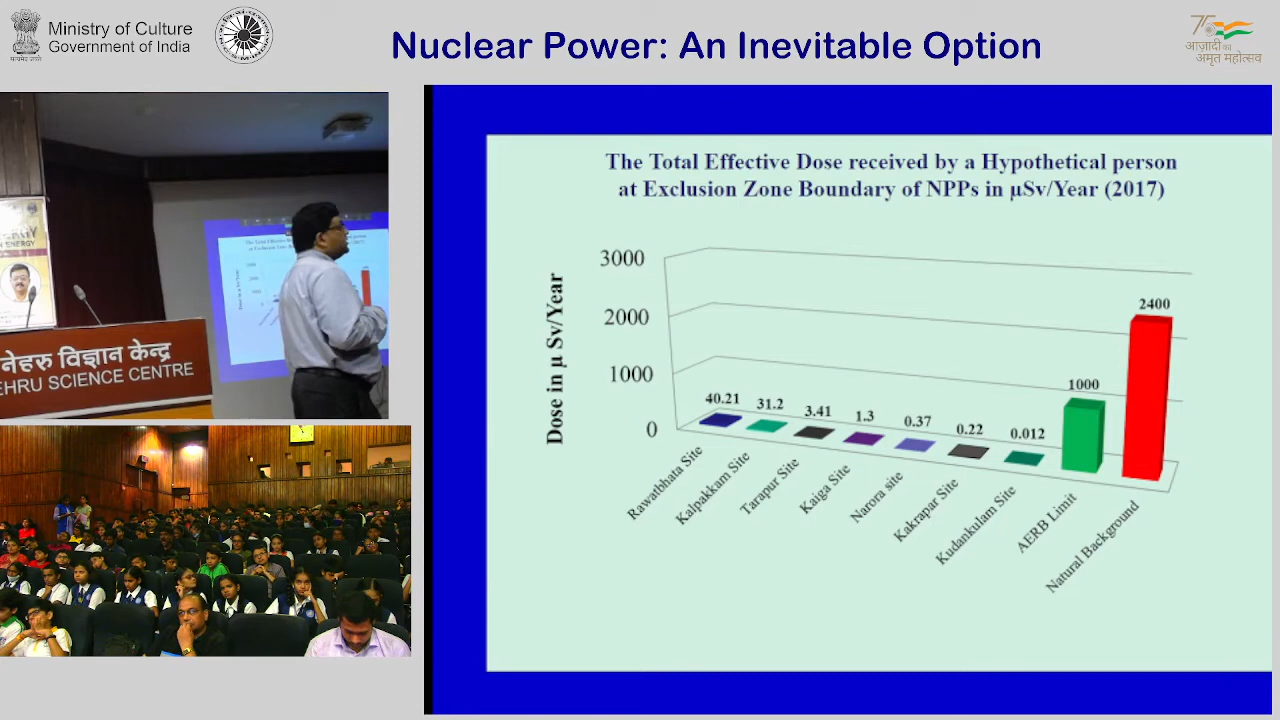 Ministry of Culture
Government of India
सत्यमेव जयते
Nuclear Power: An Inevitable Option
75
आज़ादी का
अमृत महोत्सव
N ENERGY
नेहरु विज्ञान केन्द्र
EHRU SCIENCE CENTRE
The Total Effective Dose received by a Hypothetical person
at Exclusion Zone Boundary of NPPs in µSv/Year (2017)
Dose in µ Sv/Year
3000
2000
1000
0
40.21
31.2
3.41
1.3
0.37
0.22
0.012
1000
2400
Rawatbhata Site
Kalpakkam Site
Tarapur Site
Kaiga Site
Narora site
Kakrapar Site
Kudankulam Site
AERB Limit
Natural Background